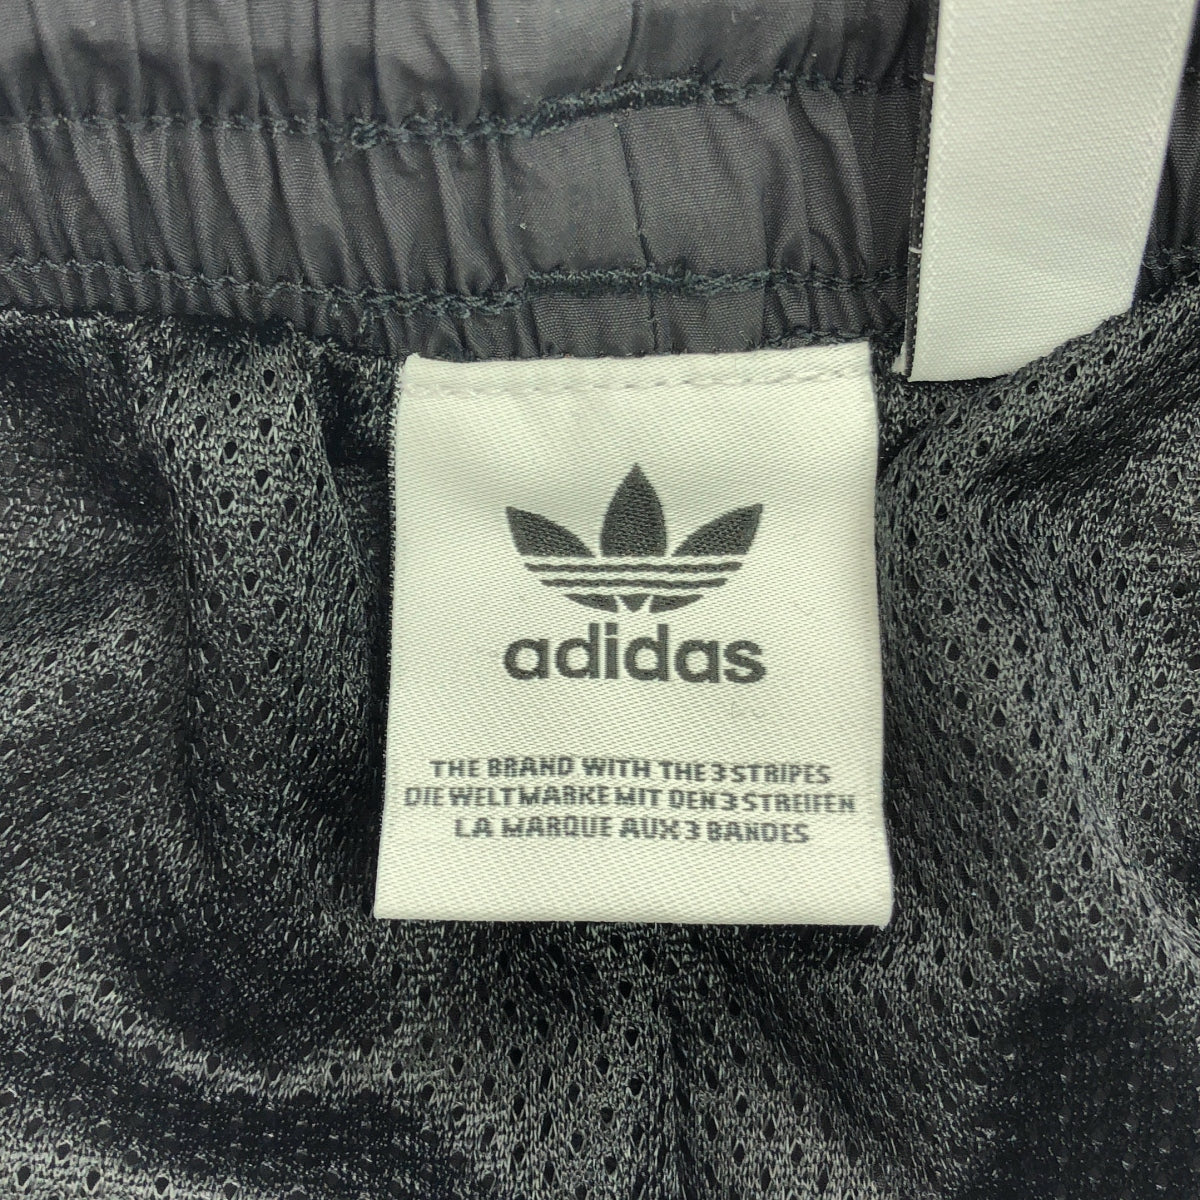 adidas
THE BRAND WITH THE 3 STRIPES
DIE WELTMARKE MIT DEN 3 STREIFEN
LA MARQUE AUX 3 BANDES